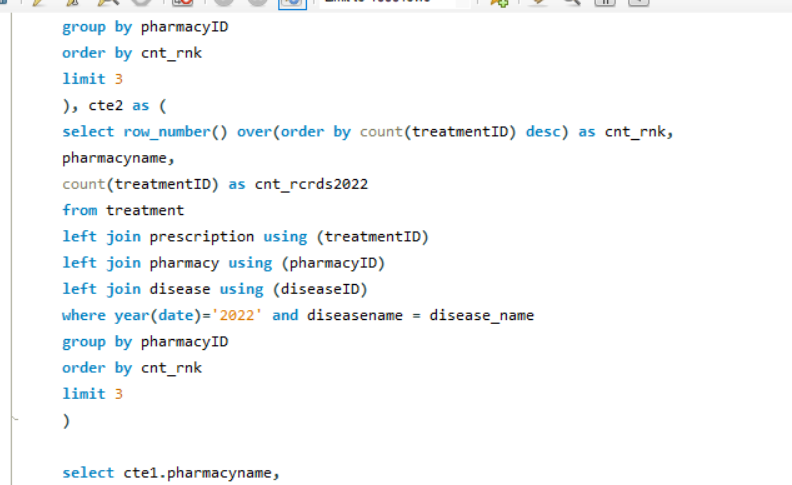 group by pharmacyID
order by cnt_rnk
limit 3
), cte2 as (
select row_number() over(order by count(treatmentID) desc) as cnt_rnk,
pharmacyname,
count(treatmentID) as cnt_rcrds2022
from treatment
left join prescription using (treatmentID)
left join pharmacy using (pharmacyID)
left join disease using (diseaseID)
where year(date)='2022' and diseasename = disease_name
group by pharmacyID
order by cnt_rnk
limit 3
)
select cte1.pharmacyname,